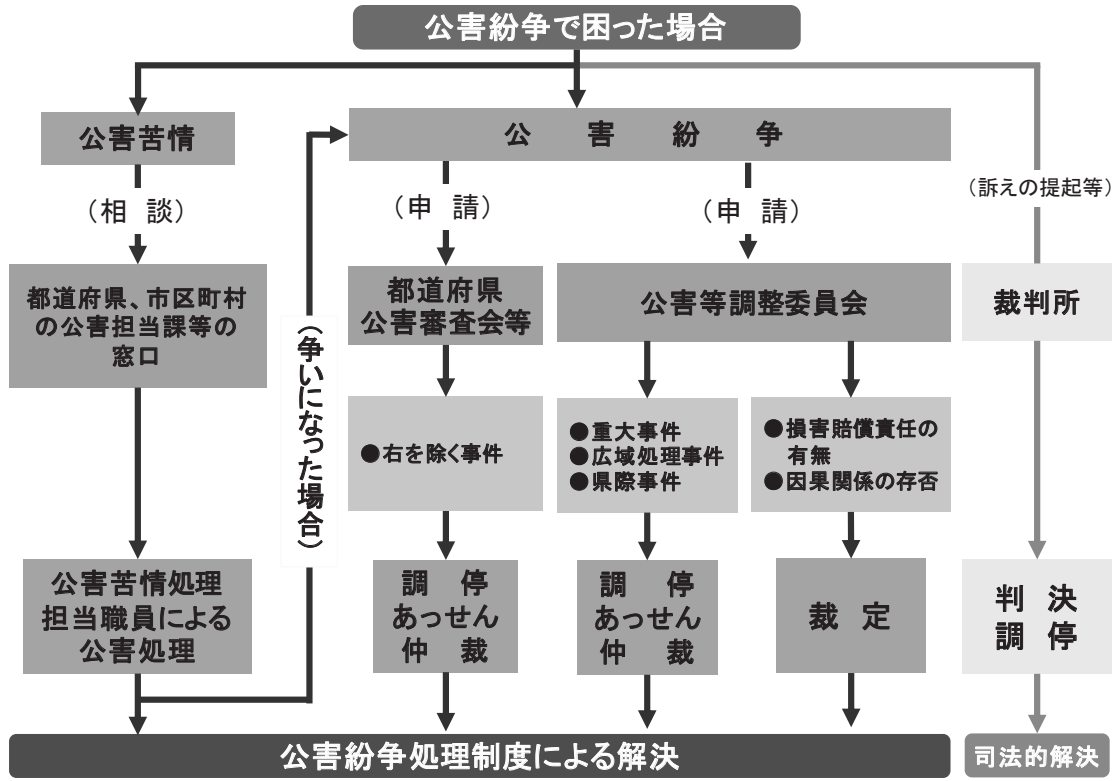 公害紛争で困った場合
公害苦情
公害紛争
（相談）
（申請）
（申請）
（訴えの提起等）
都道府県、市区町村
の公害担当課等の
窓口
（争いになった場合）
都道府県
公害審査会等
公害等調整委員会
裁判所
●右を除く事件
●重大事件
●広域処理事件
●県際事件
●損害賠償責任の
有無
●因果関係の存否
公害苦情処理
担当職員による
公害処理
調停
あっせん
仲裁
調停
あっせん
仲裁
裁定
判決
調停
公害紛争処理制度による解決
司法的解決